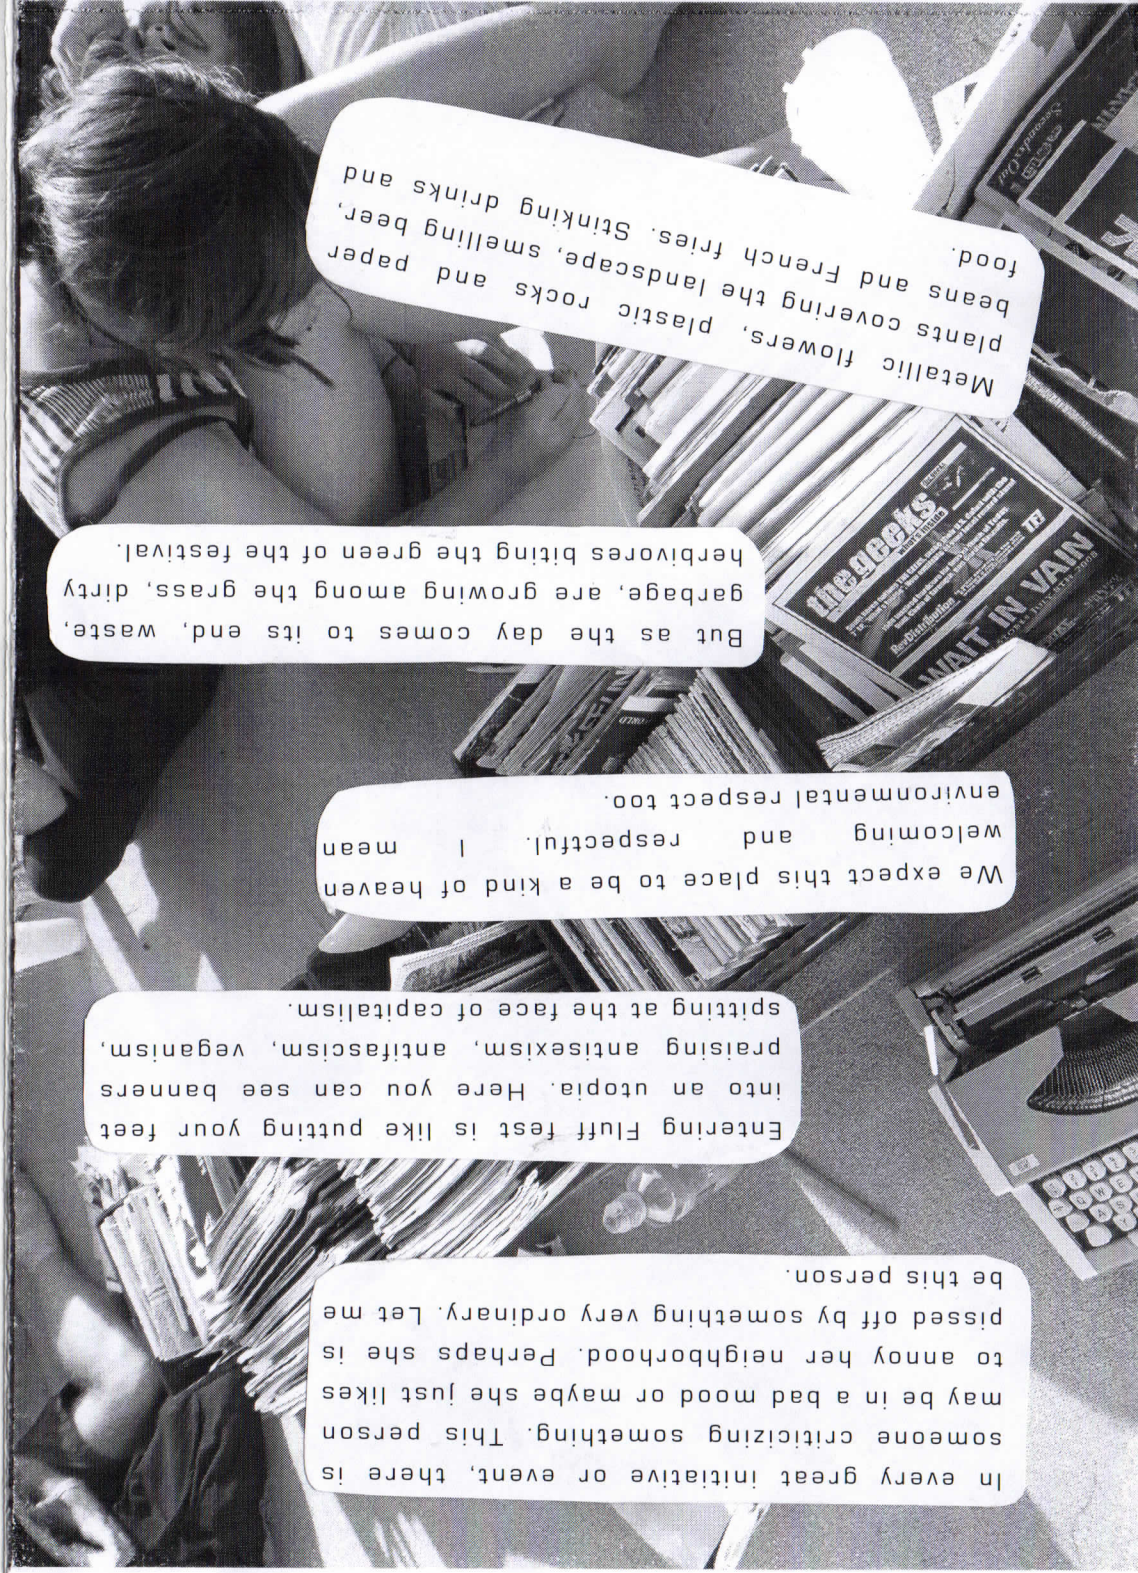 In every great initiative or event, there is
someone criticizing something. This person
may be in a bad mood or maybe she just likes
to annoy her neighborhood. Perhaps she is
pissed off by something very ordinary. Let me
be this person.
Entering Fluff fest is like putting your feet
into an utopia. Here you can see banners
praising antisexism, antifascism, veganism,
spitting at the face of capitalism.
We expect this place to be a kind of heaven
welcoming and respectful. I mean
environmental respect too.
But as the day comes to its end, waste,
garbage, are growing among the grass, dirty
herbivores biting the green of the festival.
Metallic flowers, plastic rocks and paper
plants covering the landscape, smelling beer,
beans and French fries. Stinking drinks and
food.
the geeks
what's inside
RevDistribution
WAIT IN VAIN